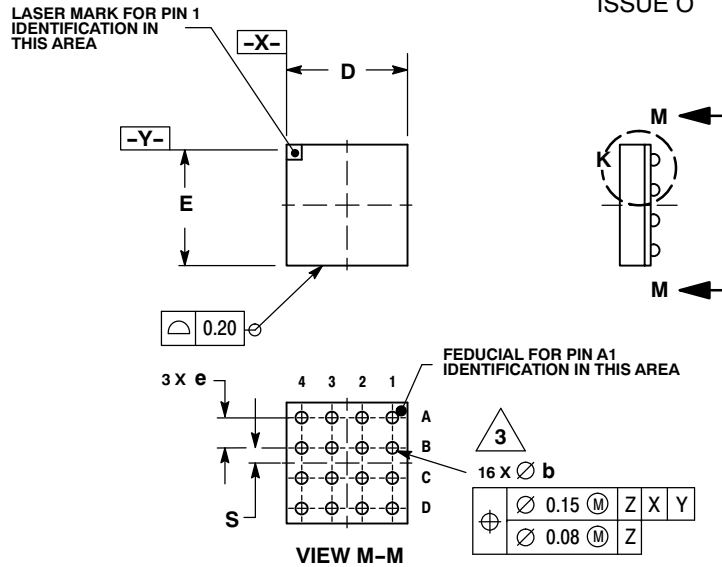 ISSUE O
LASER MARK FOR PIN 1
IDENTIFICATION IN
THIS AREA
-X-
D
-Y-
E
M
K
M
⌓ 0.20
FEDUCIAL FOR PIN A1
IDENTIFICATION IN THIS AREA
3 X e
4 3 2 1
A
B
C
D
S
3
16 X ∅ b
⌖ ∅ 0.15 Ⓜ Z X Y
∅ 0.08 Ⓜ Z
VIEW M-M